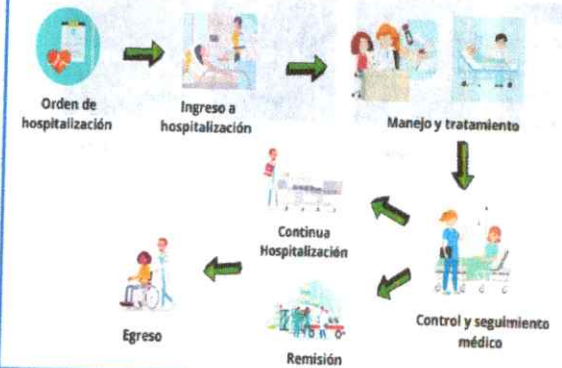 Orden de
hospitalización
Ingreso a
hospitalización
Manejo y tratamiento
Control y seguimiento
médico
Continua
Hospitalización
Remisión
Egreso